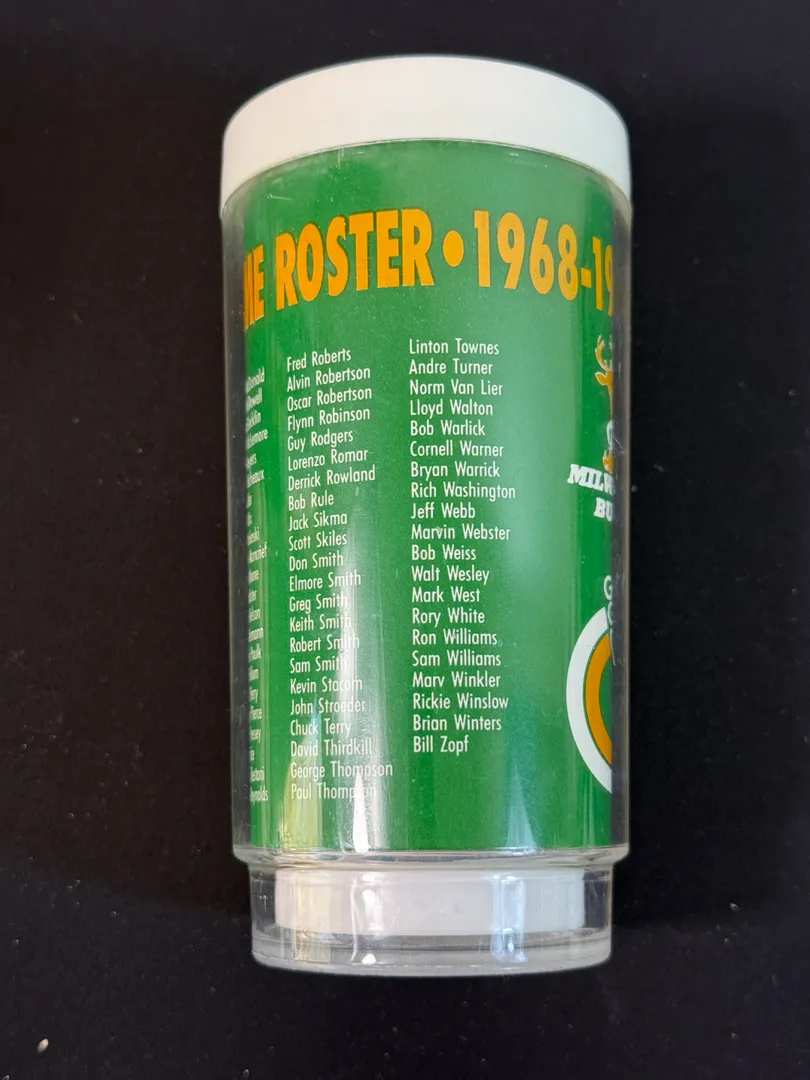 ROSTER • 1968-19
Fred Roberts
Alvin Robertson
Oscar Robertson
Flynn Robinson
Guy Rodgers
Lorenzo Romar
Derrick Rowland
Bob Rule
Jack Sikma
Scott Skiles
Don Smith
Elmore Smith
Greg Smith
Keith Smith
Robert Smith
Sam Smith
Kevin Stacom
John Stroeder
Chuck Terry
David Thirdkill
George Thompson
Paul Thompson
Linton Townes
Andre Turner
Norm Van Lier
Lloyd Walton
Bob Warlick
Cornell Warner
Bryan Warrick
Rich Washington
Jeff Webb
Marvin Webster
Bob Weiss
Walt Wesley
Mark West
Rory White
Ron Williams
Sam Williams
Marv Winkler
Rickie Winslow
Brian Winters
Bill Zopf
MILW
BU